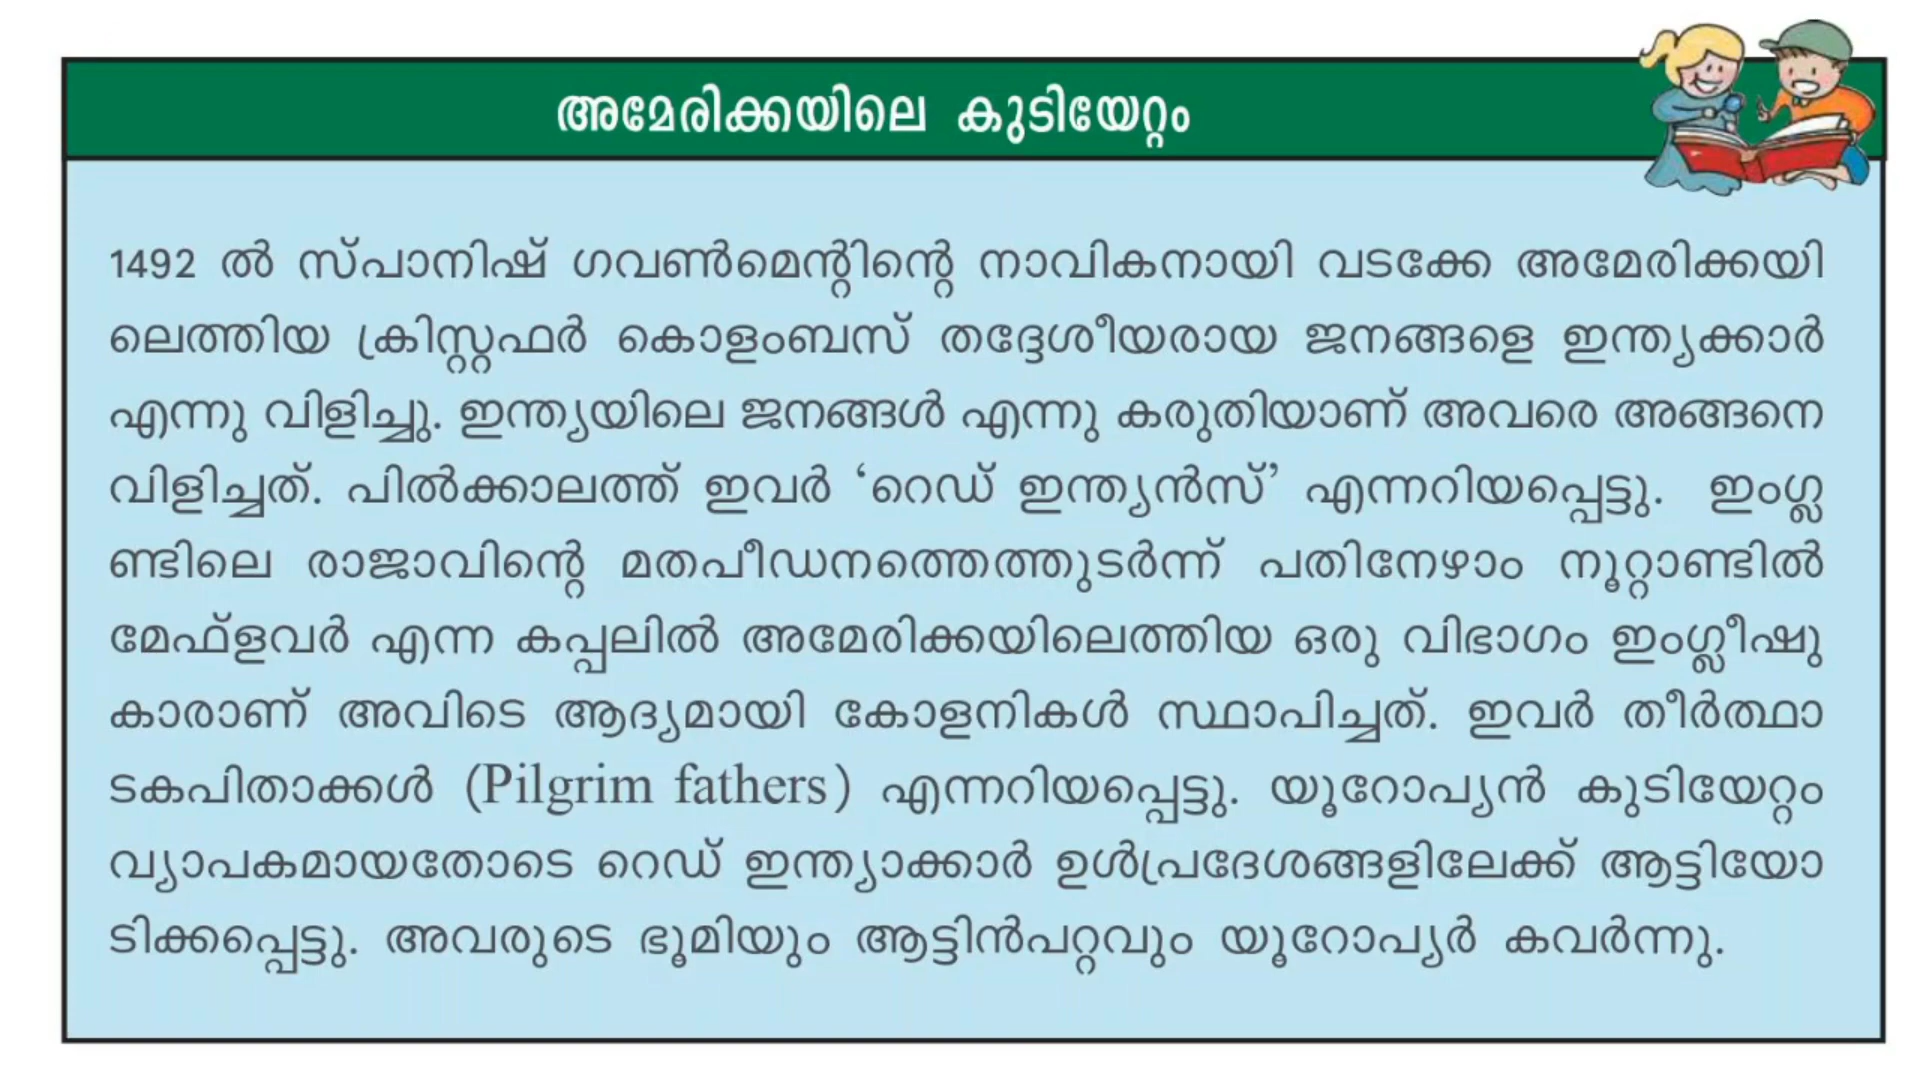 അമേരിക്കയിലെ കുടിയേറ്റം
1492 ൽ സ്പാനിഷ് ഗവൺമെന്റിന്റെ നാവികനായി വടക്കേ അമേരിക്കയി
ലെത്തിയ ക്രിസ്റ്റഫർ കൊളംബസ് തദ്ദേശീയരായ ജനങ്ങളെ ഇന്ത്യക്കാർ
എന്നു വിളിച്ചു. ഇന്ത്യയിലെ ജനങ്ങൾ എന്നു കരുതിയാണ് അവരെ അങ്ങനെ
വിളിച്ചത്. പിൽക്കാലത്ത് ഇവർ ‘റെഡ് ഇന്ത്യൻസ്’ എന്നറിയപ്പെട്ടു. ഇംഗ്ല
ണ്ടിലെ രാജാവിന്റെ മതപീഡനത്തെത്തുടർന്ന് പതിനേഴാം നൂറ്റാണ്ടിൽ
മേഫ്ളവർ എന്ന കപ്പലിൽ അമേരിക്കയിലെത്തിയ ഒരു വിഭാഗം ഇംഗ്ലീഷു
കാരാണ് അവിടെ ആദ്യമായി കോളനികൾ സ്ഥാപിച്ചത്. ഇവർ തീർത്ഥാ
ടകപിതാക്കൾ (Pilgrim fathers) എന്നറിയപ്പെട്ടു. യൂറോപ്യൻ കുടിയേറ്റം
വ്യാപകമായതോടെ റെഡ് ഇന്ത്യാക്കാർ ഉൾപ്രദേശങ്ങളിലേക്ക് ആട്ടിയോ
ടിക്കപ്പെട്ടു. അവരുടെ ഭൂമിയും ആട്ടിൻപറ്റവും യൂറോപ്യർ കവർന്നു.